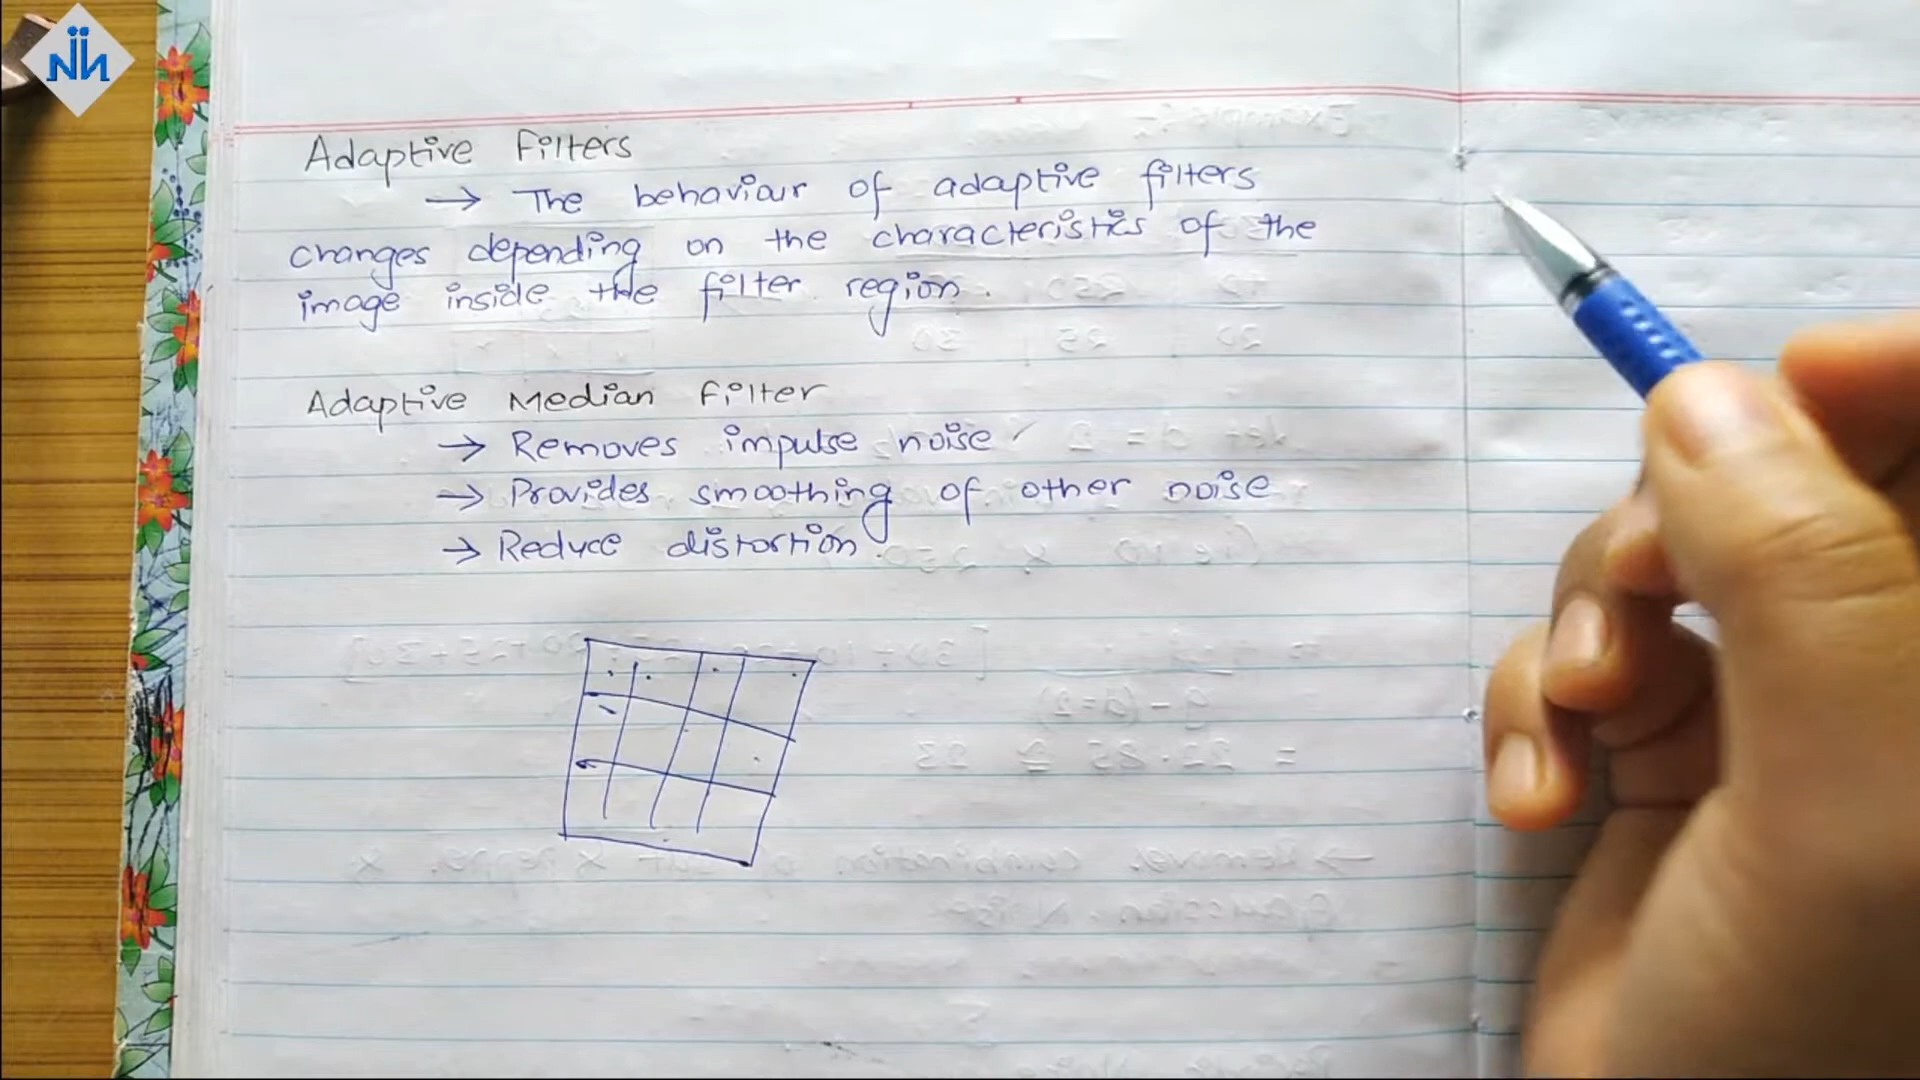 Adaptive Filters
→ The behaviour of adaptive filters
changes depending on the characteristics of the
image inside the filter region.
Adaptive Median Filter
→ Removes impulse noise
→ Provides smoothing of other noise
→ Reduce distortion.